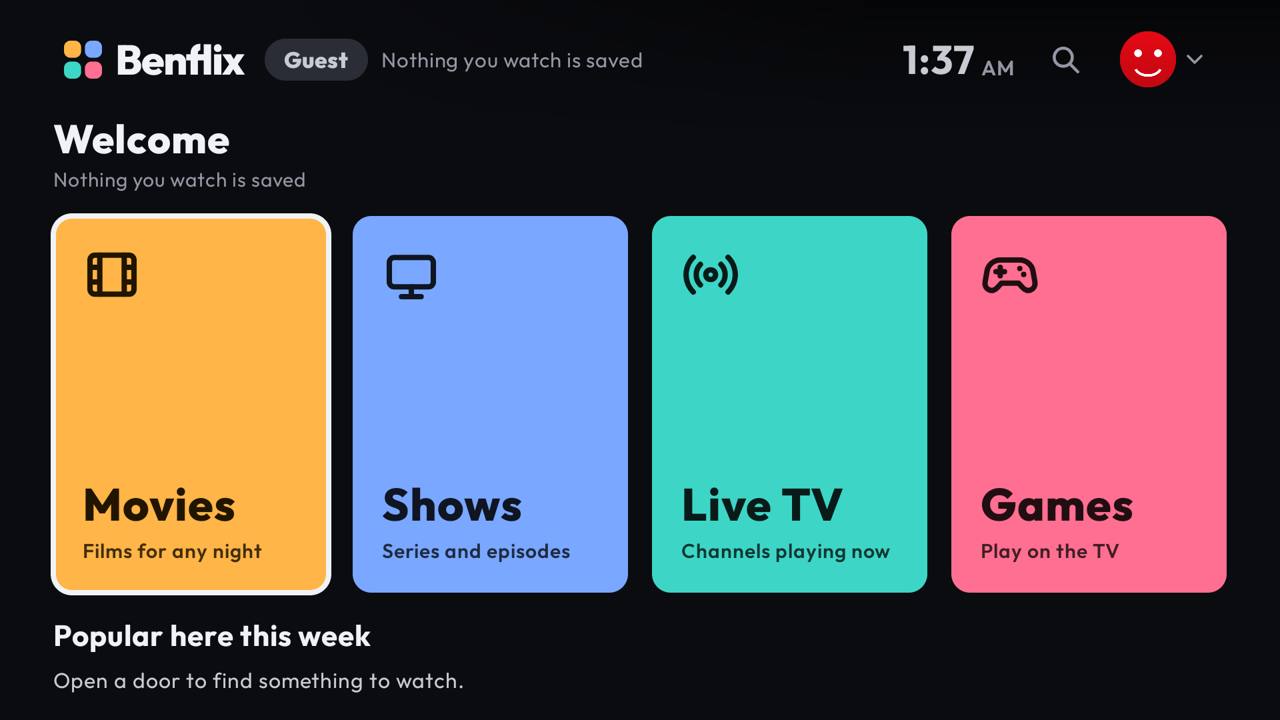 Benflix
Guest
Nothing you watch is saved
1:37 AM
Welcome
Nothing you watch is saved
Movies
Films for any night
Shows
Series and episodes
Live TV
Channels playing now
Games
Play on the TV
Popular here this week
Open a door to find something to watch.